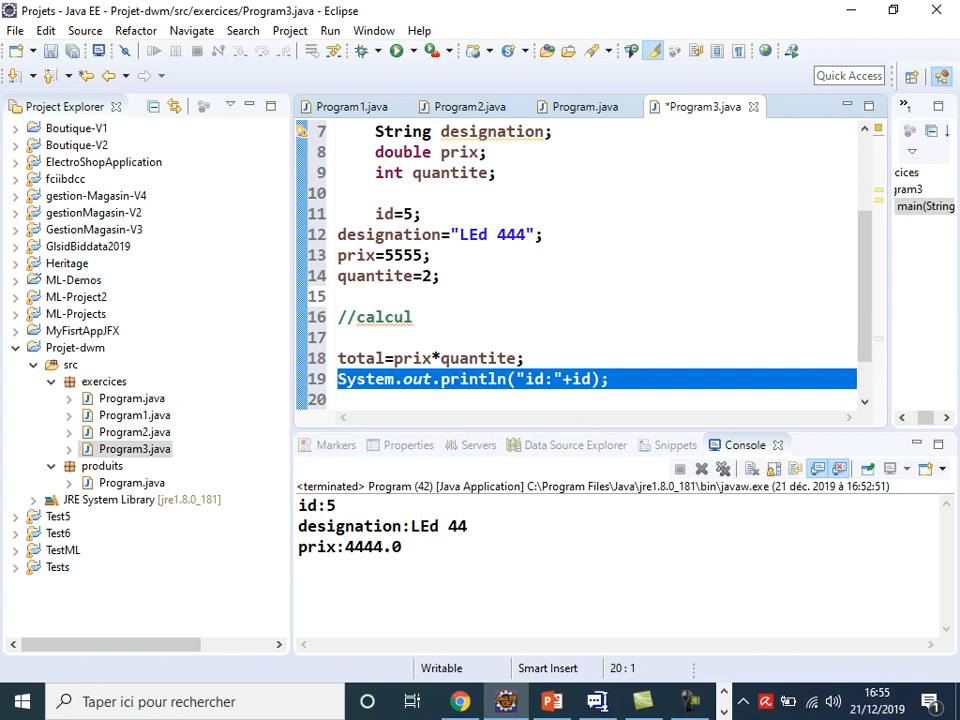 Projets - Java EE - Projet-dwm/src/exercices/Program3.java - Eclipse
File Edit Source Refactor Navigate Search Project Run Window Help
Quick Access
Project Explorer
Program1.java
Program2.java
Program.java
*Program3.java
Boutique-V1
Boutique-V2
ElectroShopApplication
fciibdcc
gestion-Magasin-V4
gestionMagasin-V2
GestionMagasin-V3
GlsidBiddata2019
Heritage
ML-Demos
ML-Project2
ML-Projects
MyFisrtAppJFX
Projet-dwm
src
exercices
Program.java
Program1.java
Program2.java
Program3.java
produits
Program.java
JRE System Library [jre1.8.0_181]
Test5
Test6
TestML
Tests
7 String designation;
8 double prix;
9 int quantite;
10
11 id=5;
12 designation="LEd 444";
13 prix=5555;
14 quantite=2;
15
16 //calcul
17
18 total=prix*quantite;
19 System.out.println("id:"+id);
20
»1
cices
gram3
main(String
Markers Properties Servers Data Source Explorer Snippets Console
<terminated> Program (42) [Java Application] C:\Program Files\Java\jre1.8.0_181\bin\javaw.exe (21 déc. 2019 à 16:52:51)
id:5
designation:LEd 44
prix:4444.0
Writable Smart Insert 20 : 1
Taper ici pour rechercher
16:55
21/12/2019
1